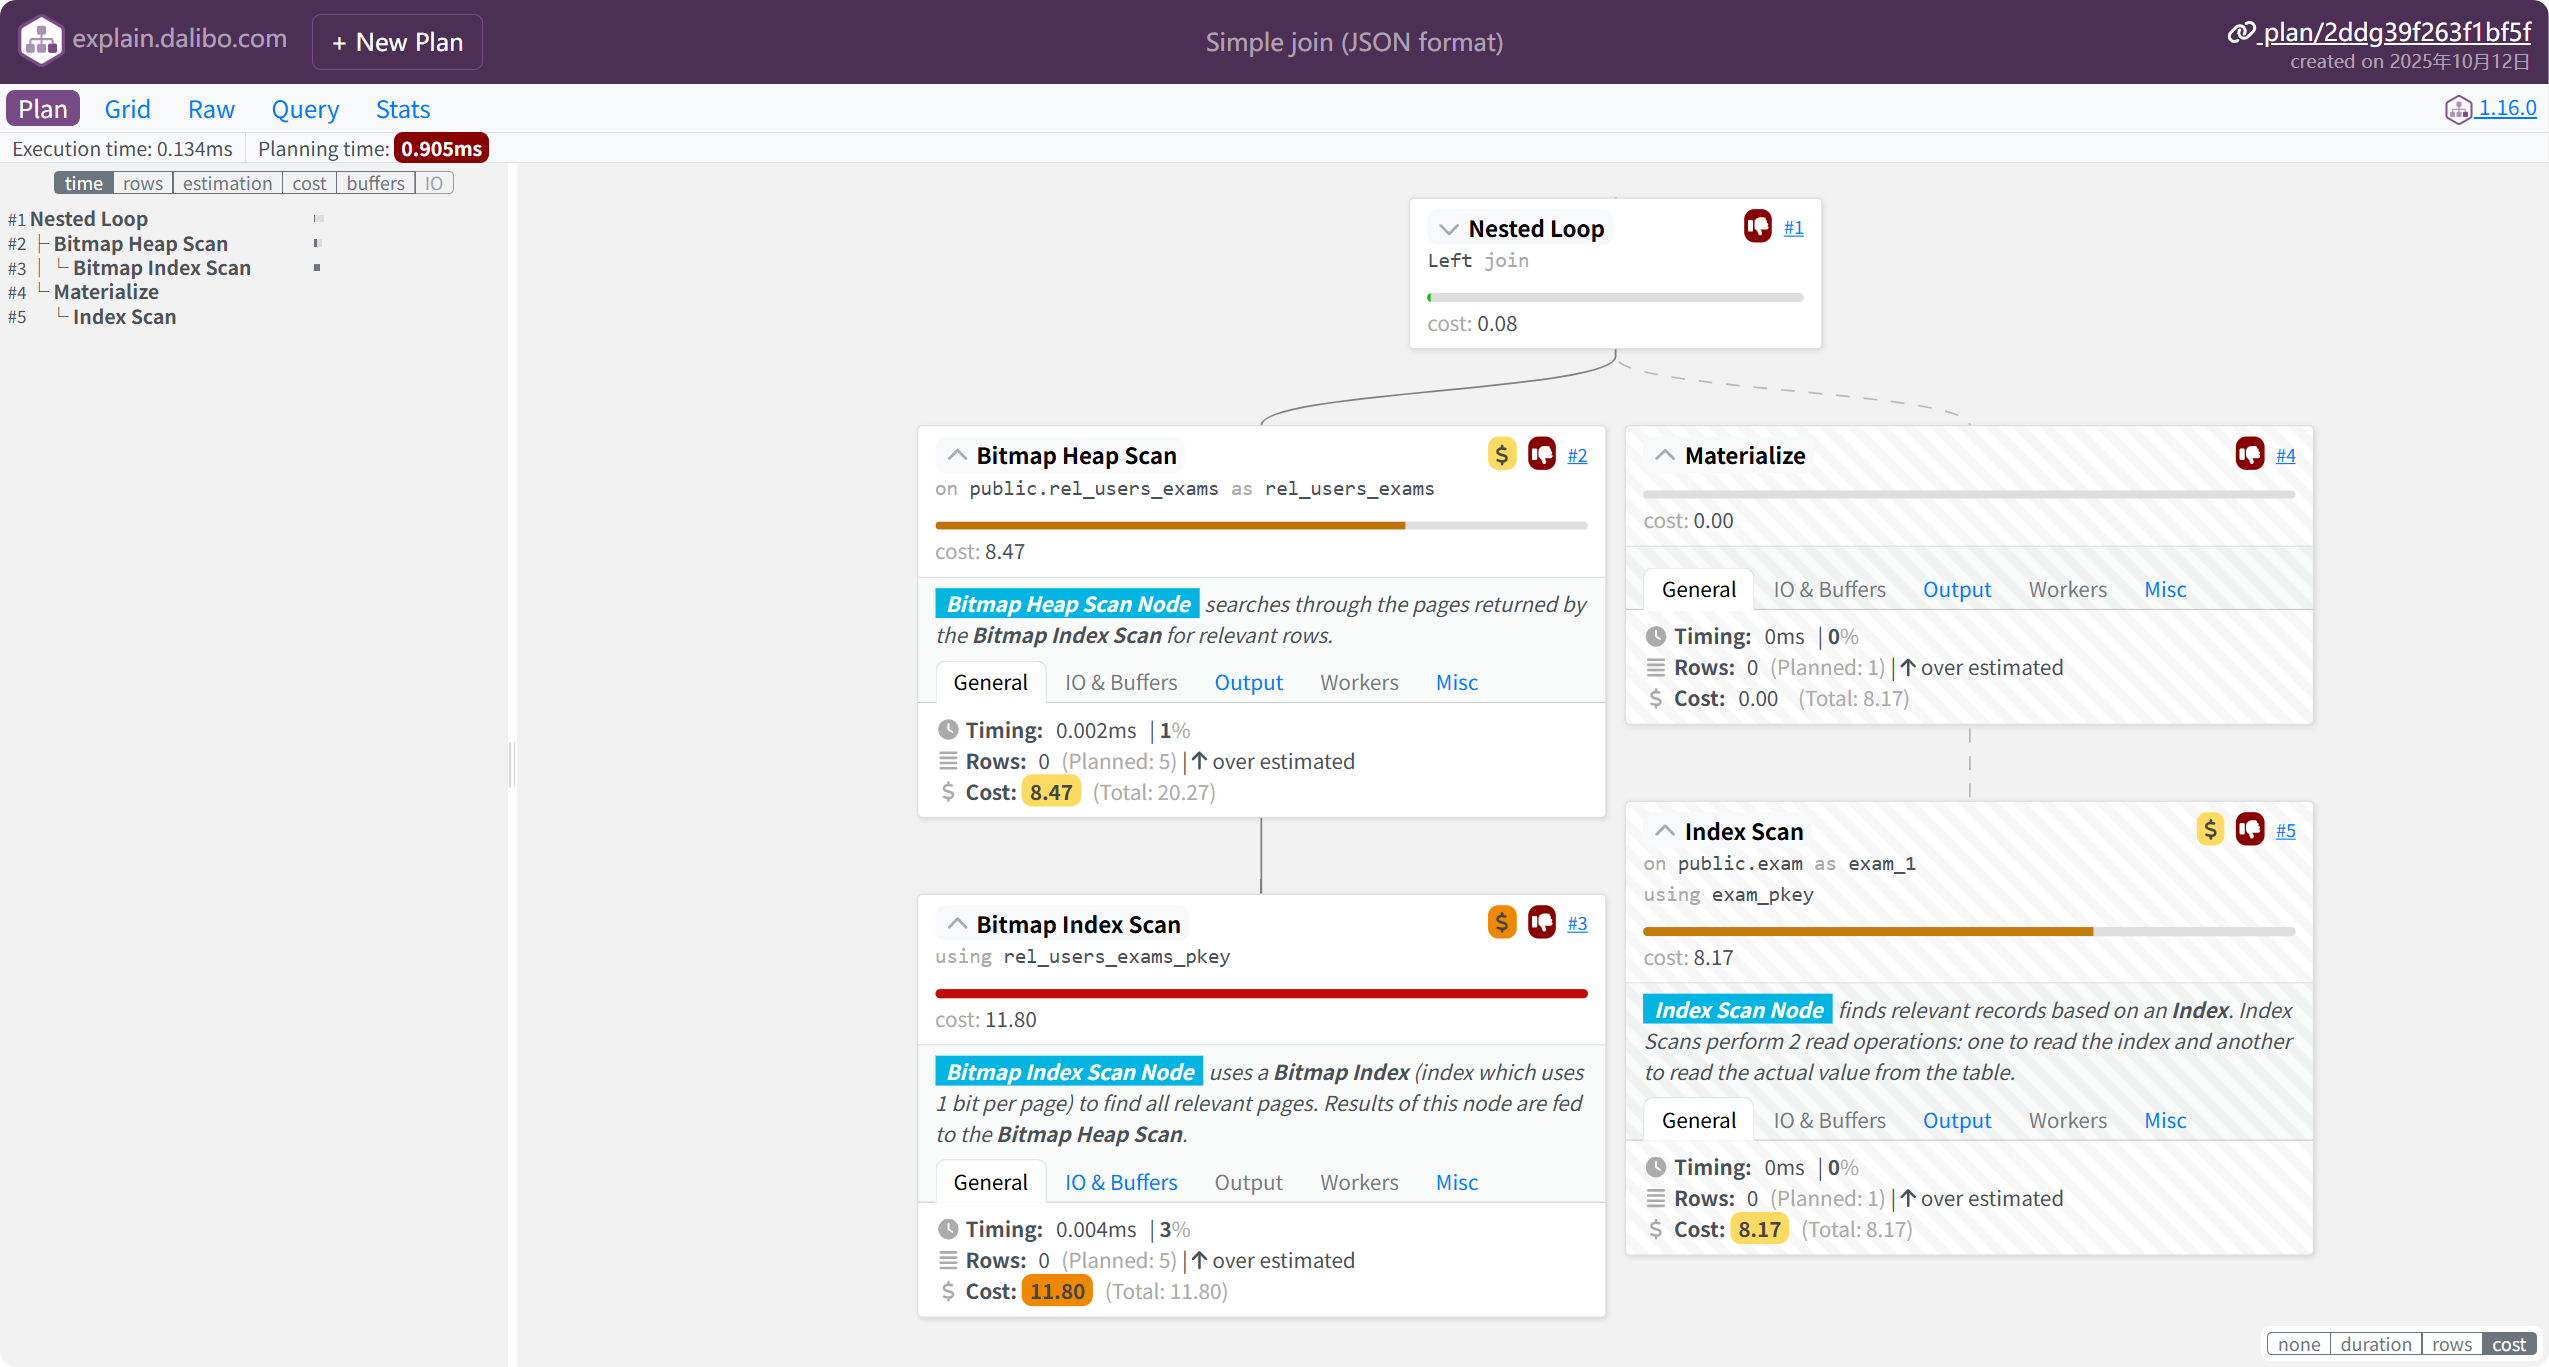 explain.dalibo.com
+ New Plan
Simple join (JSON format)
plan/2ddg39f263f1bf5f
created on 2025年10月12日
Plan Grid Raw Query Stats
1.16.0
Execution time: 0.134ms Planning time: 0.905ms
time rows estimation cost buffers IO
#1 Nested Loop
#2 Bitmap Heap Scan
#3 Bitmap Index Scan
#4 Materialize
#5 Index Scan
Nested Loop #1
Left join
cost: 0.08
Bitmap Heap Scan $ #2
on public.rel_users_exams as rel_users_exams
cost: 8.47
Bitmap Heap Scan Node searches through the pages returned by
the Bitmap Index Scan for relevant rows.
General IO & Buffers Output Workers Misc
Timing: 0.002ms | 1%
Rows: 0 (Planned: 5) | over estimated
$ Cost: 8.47 (Total: 20.27)
Bitmap Index Scan $ #3
using rel_users_exams_pkey
cost: 11.80
Bitmap Index Scan Node uses a Bitmap Index (index which uses
1 bit per page) to find all relevant pages. Results of this node are fed
to the Bitmap Heap Scan.
General IO & Buffers Output Workers Misc
Timing: 0.004ms | 3%
Rows: 0 (Planned: 5) | over estimated
$ Cost: 11.80 (Total: 11.80)
Materialize #4
cost: 0.00
General IO & Buffers Output Workers Misc
Timing: 0ms | 0%
Rows: 0 (Planned: 1) | over estimated
$ Cost: 0.00 (Total: 8.17)
Index Scan $ #5
on public.exam as exam_1
using exam_pkey
cost: 8.17
Index Scan Node finds relevant records based on an Index. Index
Scans perform 2 read operations: one to read the index and another
to read the actual value from the table.
General IO & Buffers Output Workers Misc
Timing: 0ms | 0%
Rows: 0 (Planned: 1) | over estimated
$ Cost: 8.17 (Total: 8.17)
none duration rows cost